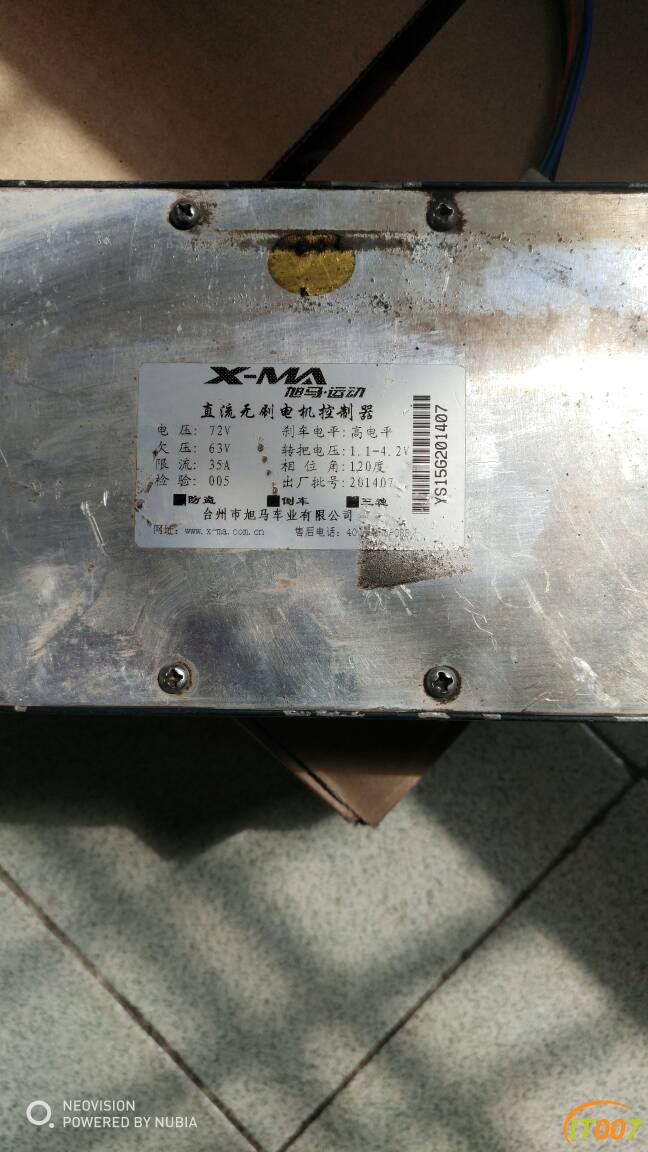 X-MA
旭马·运动
直流无刷电机控制器
电压: 72V 刹车电平: 高电平
欠压: 63V 转把电压: 1.1-4.2V
限流: 35A 相位角: 120度
检验: 005 出厂批号: 201407
防盗 倒车 三速
台州市旭马车业有限公司
网址: www.x-ma.com.cn 售后电话:
YS15G201407
NEOVISION
POWERED BY NUBIA
IT007